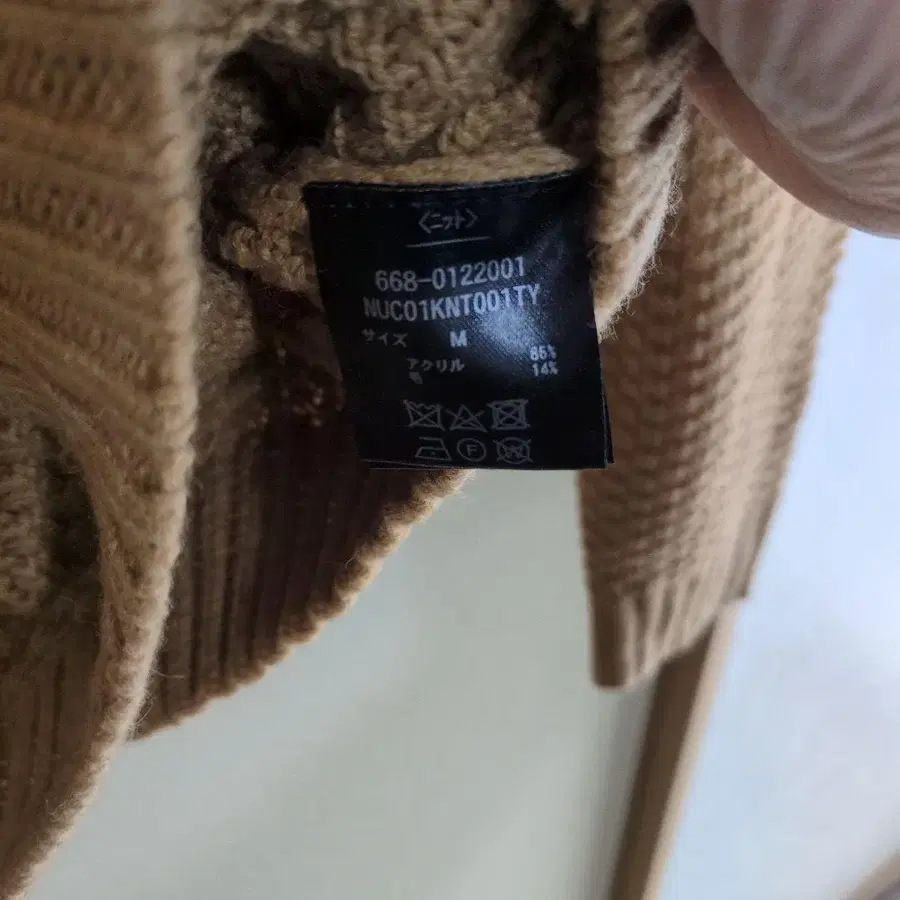 〈ニット〉
668-0122001
NUC01KNT001TY
サイズ M
アクリル 86%
毛 14%